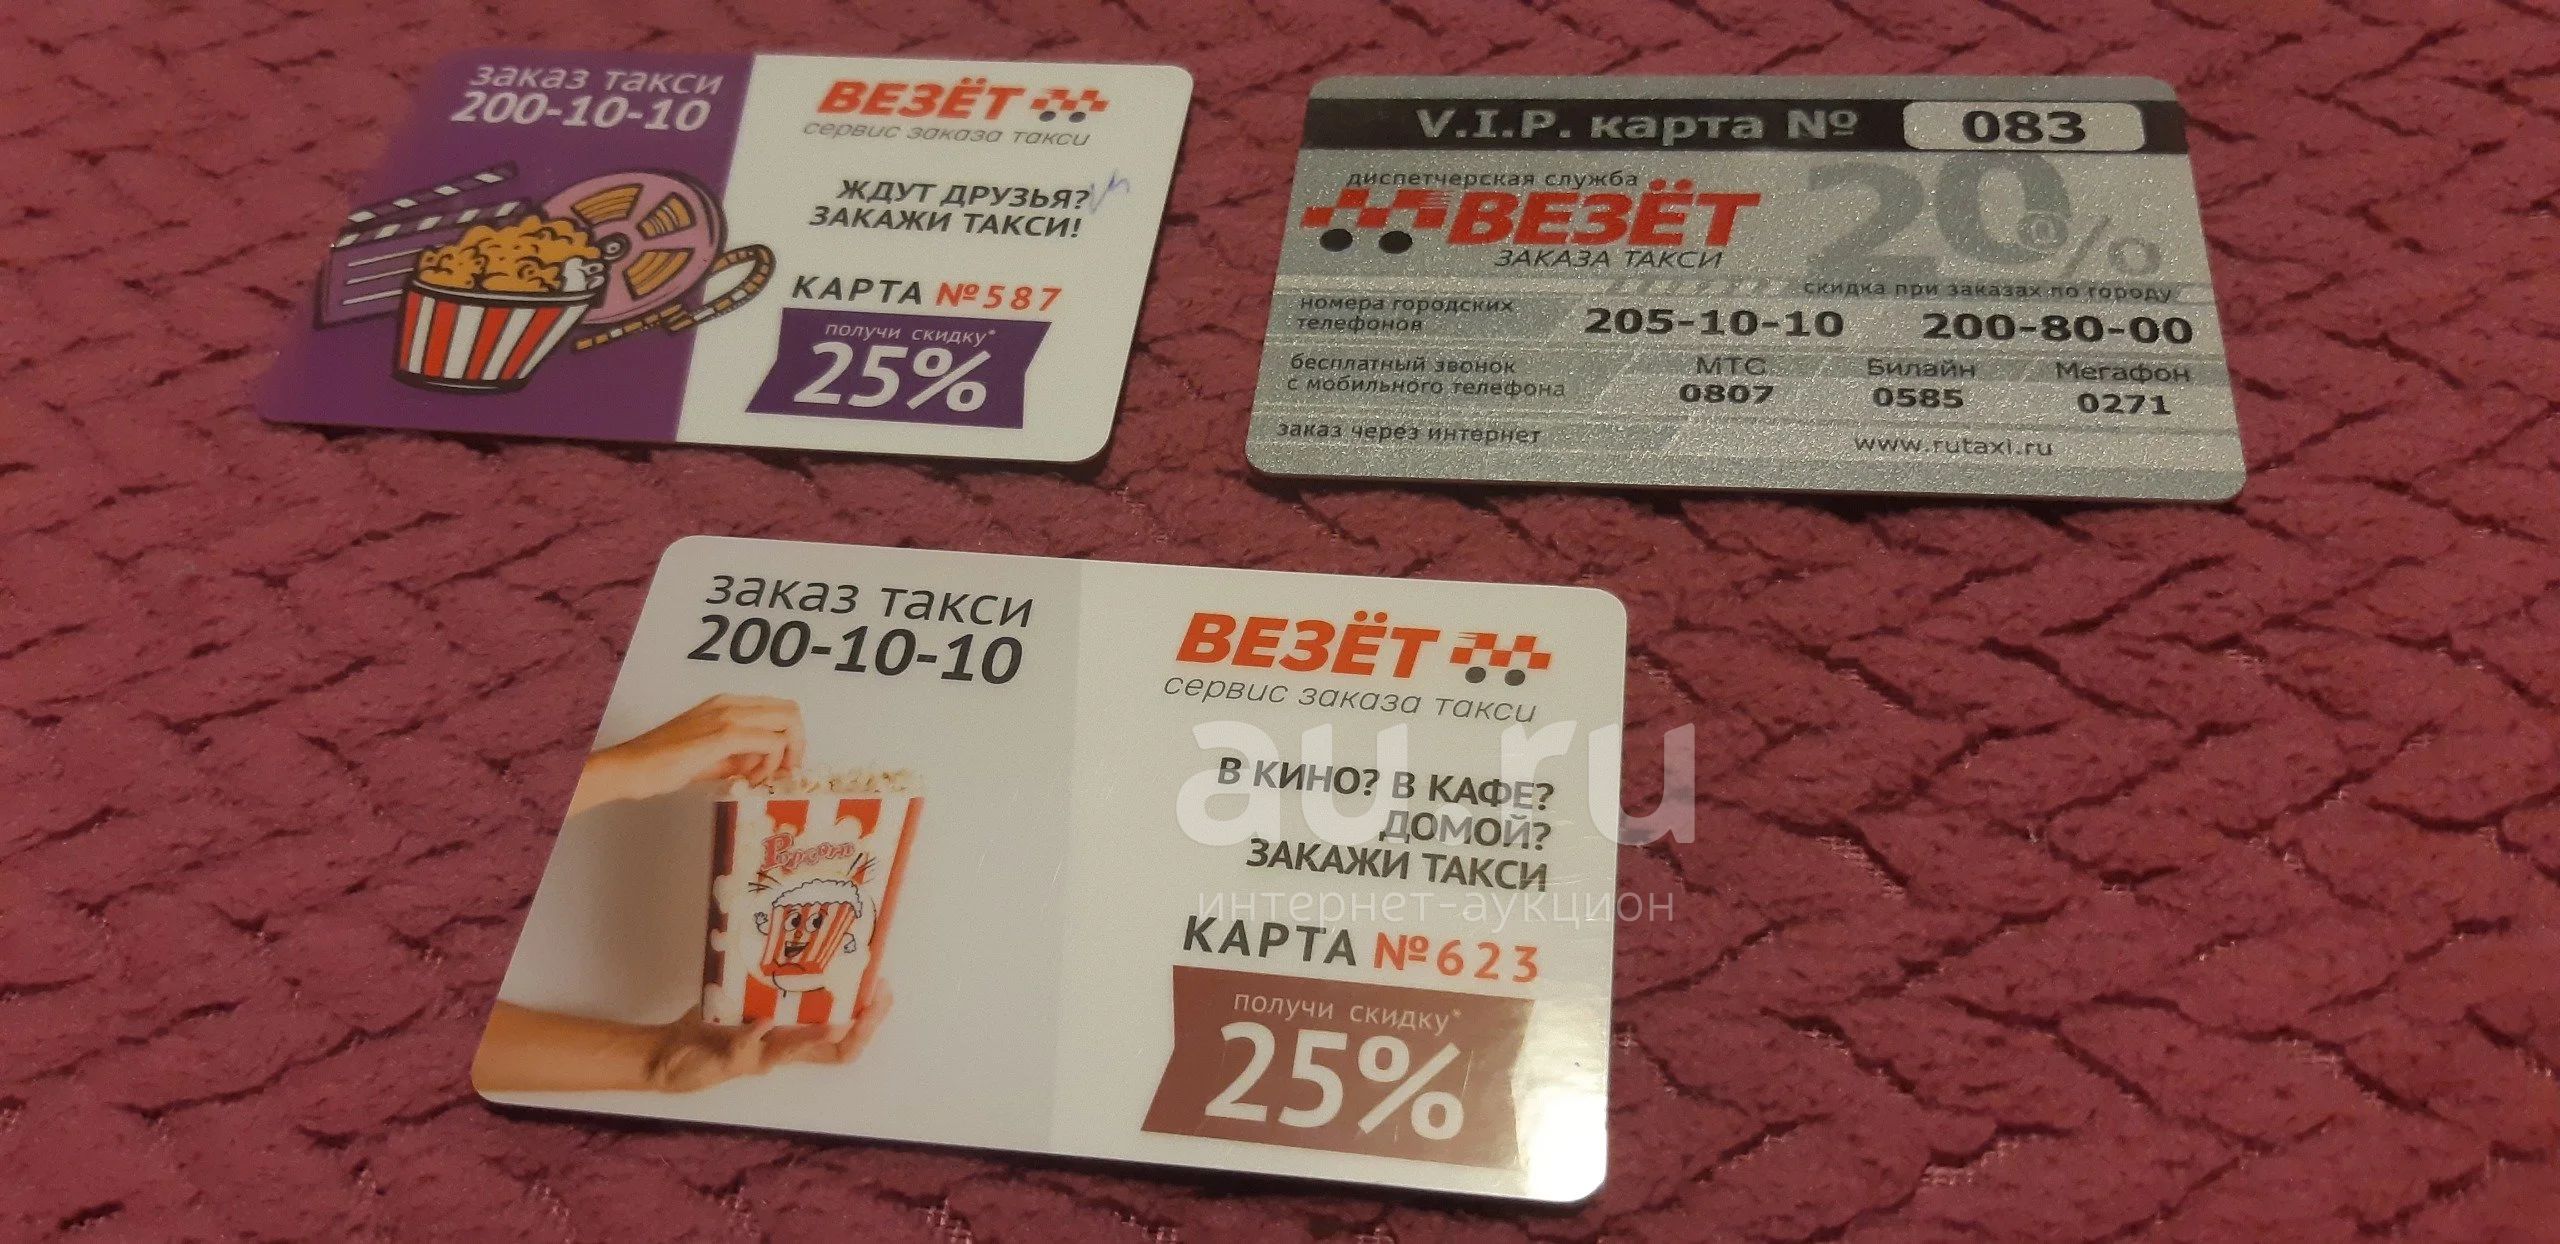 заказ такси
200-10-10
ВЕЗЁТ
сервис заказа такси
ЖДУТ ДРУЗЬЯ?
ЗАКАЖИ ТАКСИ!
КАРТА №587
получи скидку*
25%
V.I.P. карта № 083
диспетчерская служба
ВЕЗЁТ
ЗАКАЗА ТАКСИ
20%
скидка при заказах по городу
номера городских
телефонов
205-10-10 200-80-00
бесплатный звонок
с мобильного телефона
МТС Билайн Мегафон
0807 0585 0271
заказ через интернет www.rutaxi.ru
заказ такси
200-10-10
Popcorn
ВЕЗЁТ
сервис заказа такси
В КИНО? В КАФЕ?
ДОМОЙ?
ЗАКАЖИ ТАКСИ
КАРТА №623
получи скидку*
25%
au.ru
интернет-аукцион